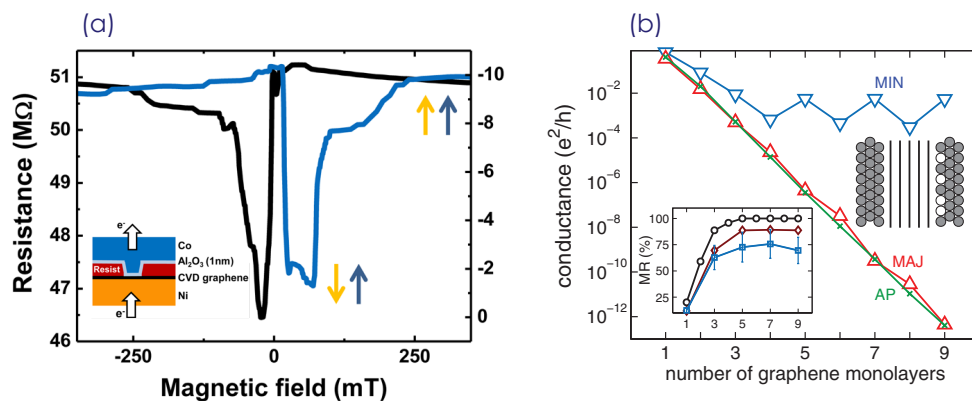 (a)
Resistance (MΩ)
51
50
49
48
47
46
-10
-8
-6
-4
-2
0
-250
0
250
Magnetic field (mT)
e⁻
Co
Al₂O₃ (1nm)
Resist
CVD graphene
Ni
e⁻
(b)
conductance (e²/h)
10⁻²
10⁻⁴
10⁻⁶
10⁻⁸
10⁻¹⁰
10⁻¹²
MIN
MAJ
AP
MR (%)
100
75
50
25
1 3 5 7 9
1 3 5 7 9
number of graphene monolayers